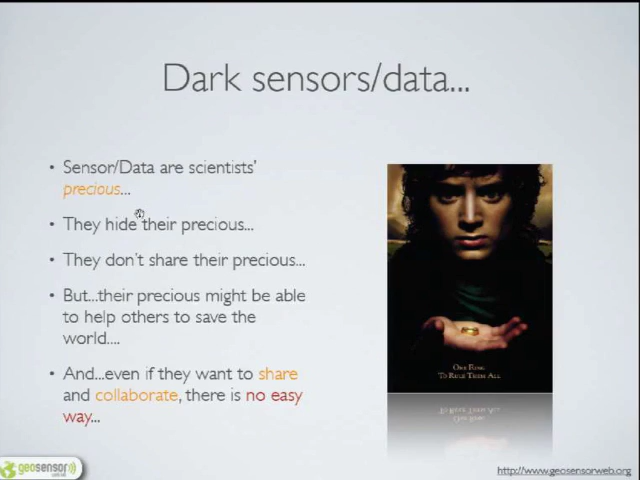 Dark sensors/data...
• Sensor/Data are scientists'
precious...
• They hide their precious...
• They don't share their precious...
• But...their precious might be able
to help others to save the
world....
• And...even if they want to share
and collaborate, there is no easy
way...
One Ring
To Rule Them All
geosensor
http://www.geosensorweb.org